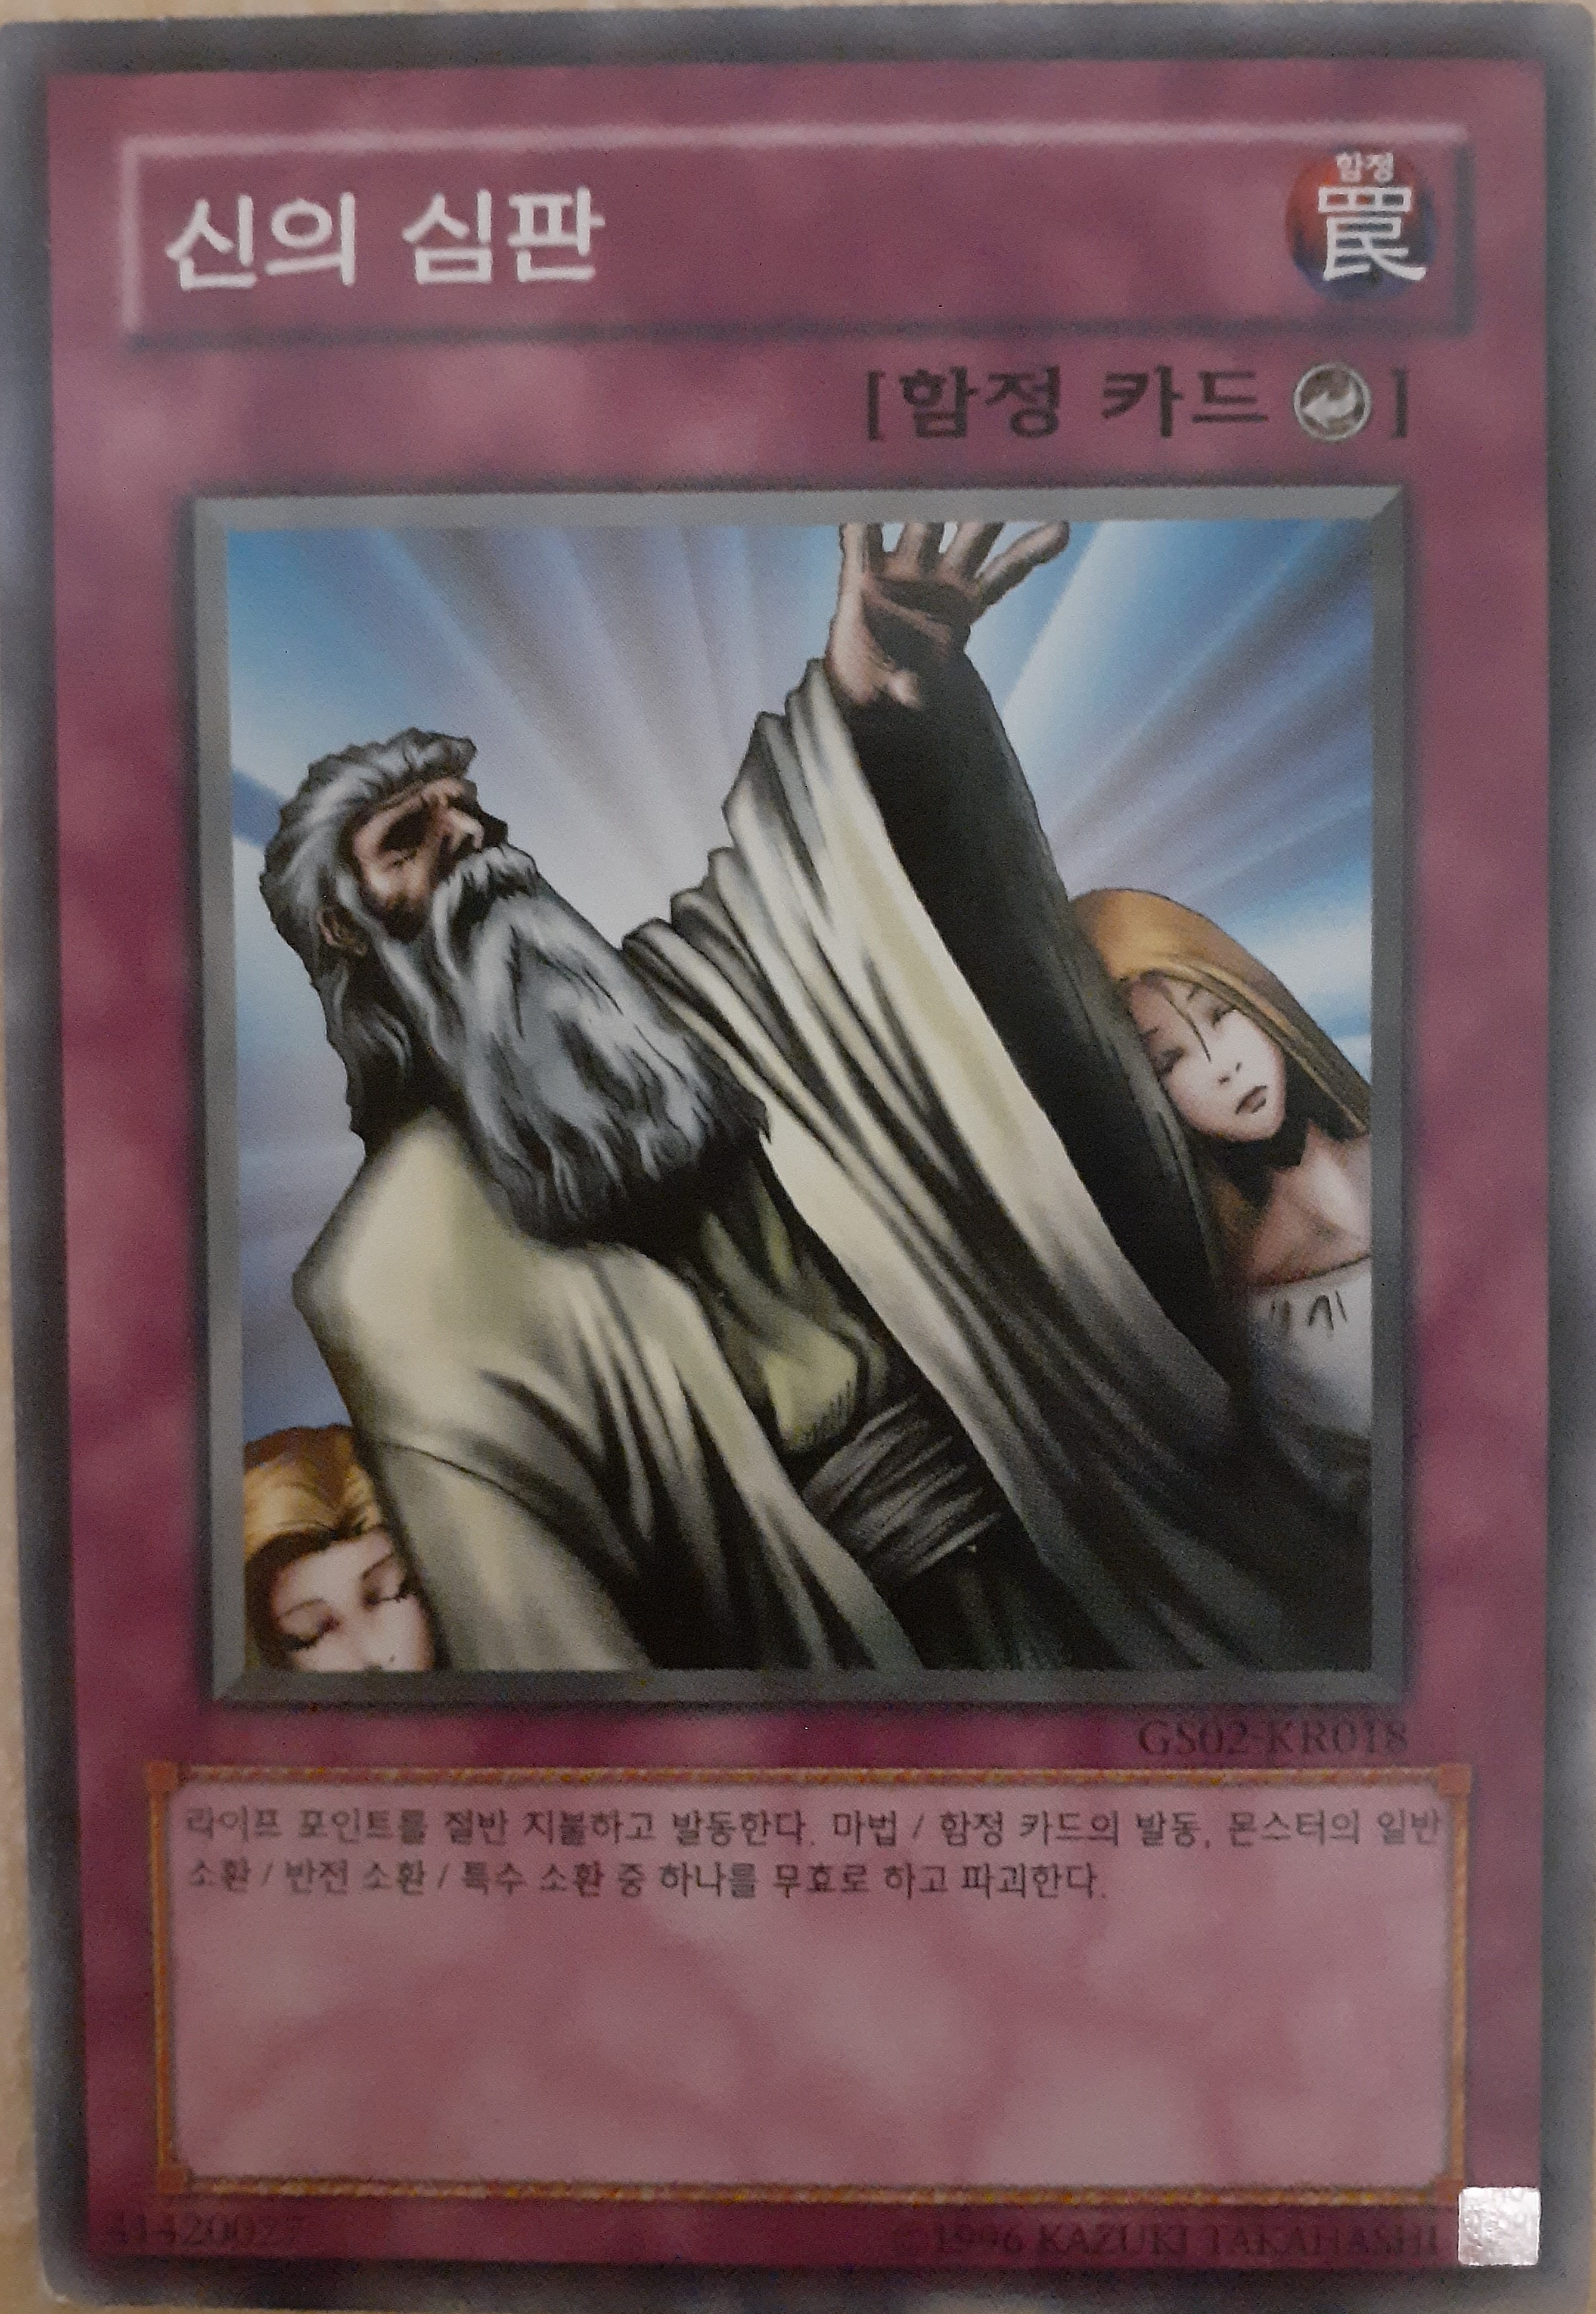 신의 심판
함정
罠
[함정 카드]
GS02-KR018
라이프 포인트를 절반 지불하고 발동한다. 마법 / 함정 카드의 발동, 몬스터의 일반
소환 / 반전 소환 / 특수 소환 중 하나를 무효로 하고 파괴한다.
41420027
©1996 KAZUKI TAKAHASHI